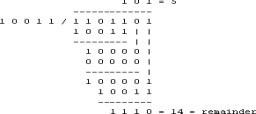 1 0 1 = 5
-----------
1 0 0 1 1 / 1 1 0 1 1 0 1
1 0 0 1 1 | |
--------- | |
1 0 0 0 0 |
0 0 0 0 0 |
--------- |
1 0 0 0 0 1
1 0 0 1 1
---------
1 1 1 0 = 14 = remainder